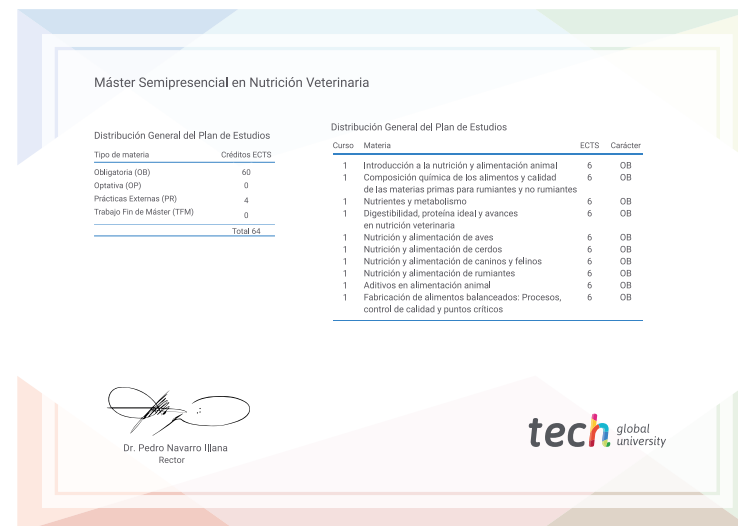 Máster Semipresencial en Nutrición Veterinaria
Distribución General del Plan de Estudios
Tipo de materia Créditos ECTS
Obligatoria (OB) 60
Optativa (OP) 0
Prácticas Externas (PR) 4
Trabajo Fin de Máster (TFM) 0
Total 64
Distribución General del Plan de Estudios
Curso Materia ECTS Carácter
1 Introducción a la nutrición y alimentación animal 6 OB
1 Composición química de los alimentos y calidad 6 OB
de las materias primas para rumiantes y no rumiantes
1 Nutrientes y metabolismo 6 OB
1 Digestibilidad, proteína ideal y avances 6 OB
en nutrición veterinaria
1 Nutrición y alimentación de aves 6 OB
1 Nutrición y alimentación de cerdos 6 OB
1 Nutrición y alimentación de caninos y felinos 6 OB
1 Nutrición y alimentación de rumiantes 6 OB
1 Aditivos en alimentación animal 6 OB
1 Fabricación de alimentos balanceados: Procesos, 6 OB
control de calidad y puntos críticos
Dr. Pedro Navarro Illana
Rector
tech global
university